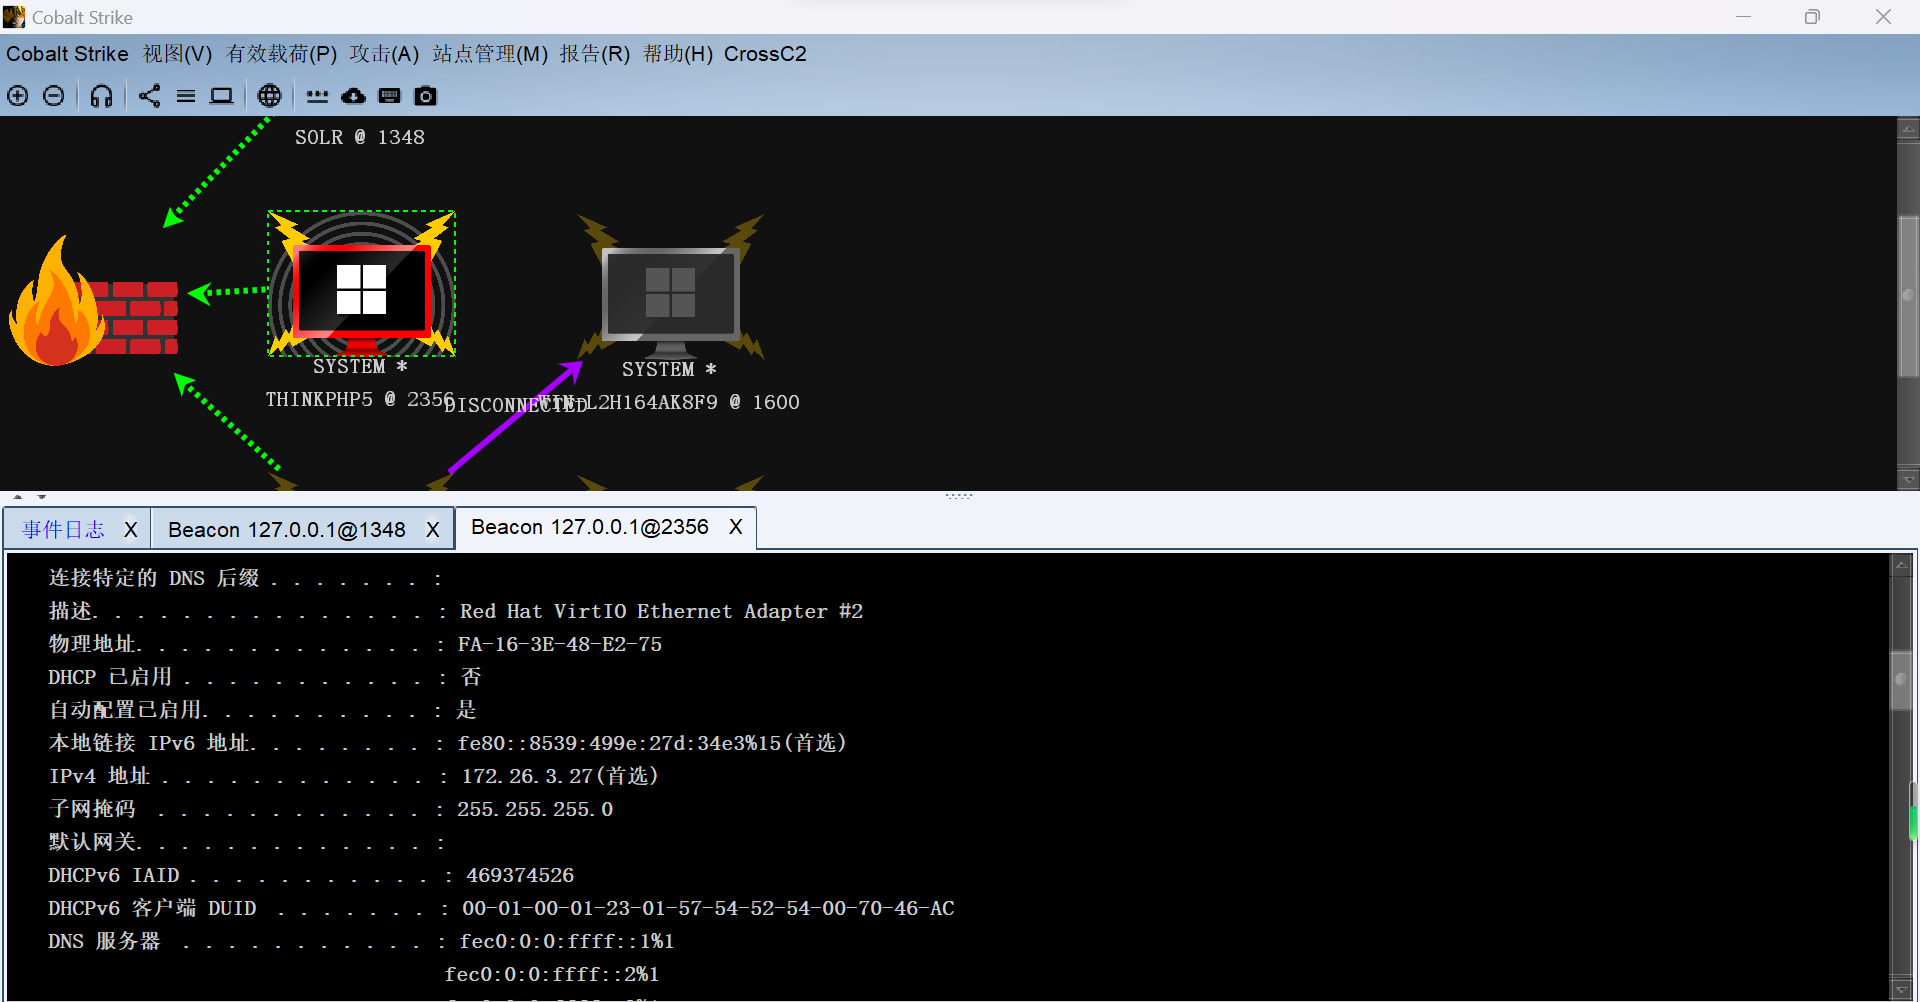 Cobalt Strike
Cobalt Strike 视图(V) 有效载荷(P) 攻击(A) 站点管理(M) 报告(R) 帮助(H) CrossC2
SOLR @ 1348
SYSTEM *
SYSTEM *
THINKPHP5 @ 2356
DISCONNECTED
WIN-L2H164AK8F9 @ 1600
事件日志 X Beacon 127.0.0.1@1348 X Beacon 127.0.0.1@2356 X
连接特定的 DNS 后缀 . . . . . . . :
描述. . . . . . . . . . . . . . . : Red Hat VirtIO Ethernet Adapter #2
物理地址. . . . . . . . . . . . . : FA-16-3E-48-E2-75
DHCP 已启用 . . . . . . . . . . . : 否
自动配置已启用. . . . . . . . . . : 是
本地链接 IPv6 地址. . . . . . . . : fe80::8539:499e:27d:34e3%15(首选)
IPv4 地址 . . . . . . . . . . . . : 172.26.3.27(首选)
子网掩码 . . . . . . . . . . . . : 255.255.255.0
默认网关. . . . . . . . . . . . . :
DHCPv6 IAID . . . . . . . . . . . : 469374526
DHCPv6 客户端 DUID . . . . . . . : 00-01-00-01-23-01-57-54-52-54-00-70-46-AC
DNS 服务器 . . . . . . . . . . . : fec0:0:0:ffff::1%1
fec0:0:0:ffff::2%1